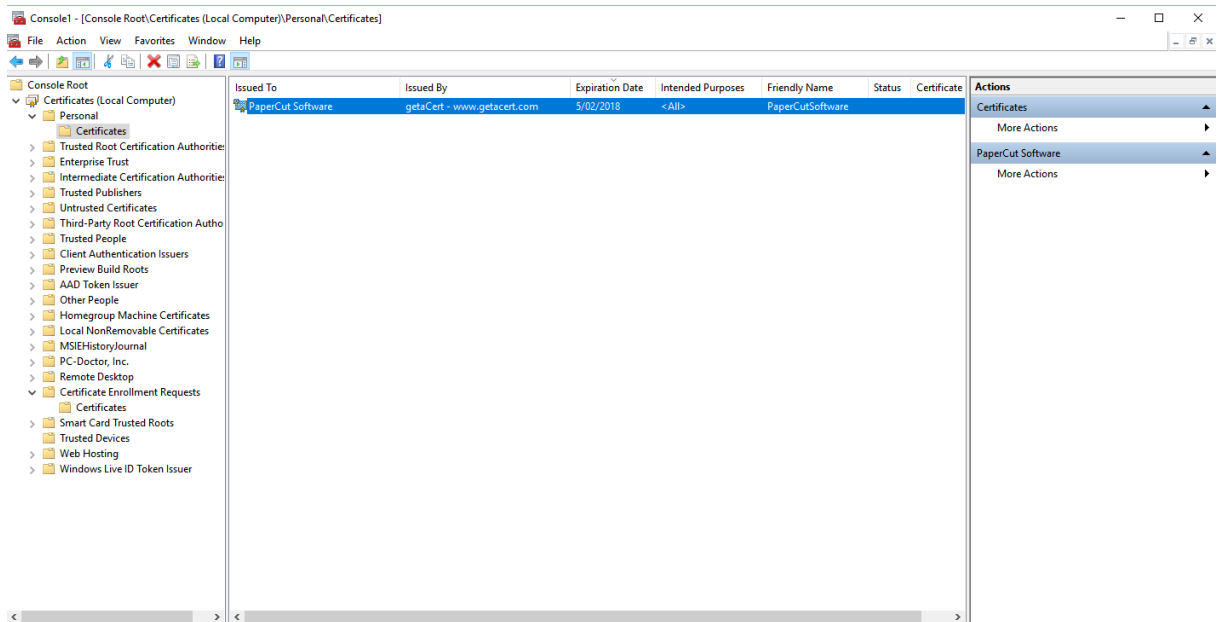 Console1 - [Console Root\Certificates (Local Computer)\Personal\Certificates]
File Action View Favorites Window Help
Console Root
Certificates (Local Computer)
Personal
Certificates
Trusted Root Certification Authorities
Enterprise Trust
Intermediate Certification Authorities
Trusted Publishers
Untrusted Certificates
Third-Party Root Certification Autho
Trusted People
Client Authentication Issuers
Preview Build Roots
AAD Token Issuer
Other People
Homegroup Machine Certificates
Local NonRemovable Certificates
MSIEHistoryJournal
PC-Doctor, Inc.
Remote Desktop
Certificate Enrollment Requests
Certificates
Smart Card Trusted Roots
Trusted Devices
Web Hosting
Windows Live ID Token Issuer
Issued To Issued By Expiration Date Intended Purposes Friendly Name Status Certificate
PaperCut Software getaCert - www.getacert.com 5/02/2018 <All> PaperCutSoftware
Actions
Certificates
More Actions
PaperCut Software
More Actions